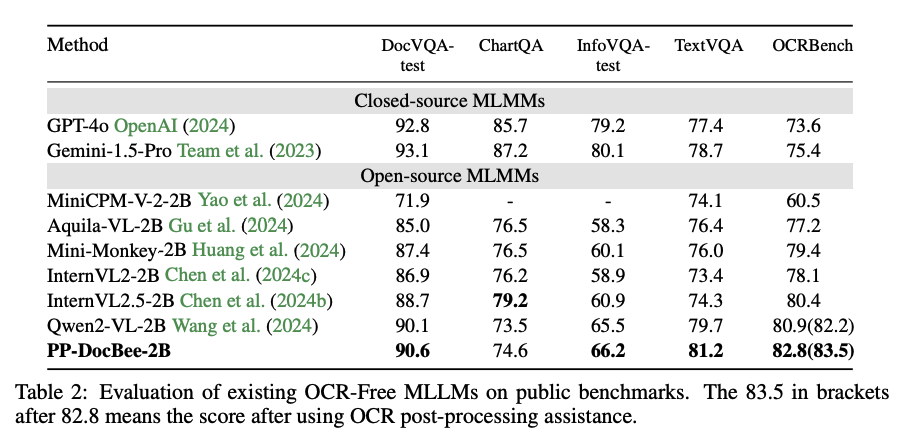 Method DocVQA- ChartQA InfoVQA- TextVQA OCRBench
test test
Closed-source MLMMs
GPT-4o OpenAI (2024) 92.8 85.7 79.2 77.4 73.6
Gemini-1.5-Pro Team et al. (2023) 93.1 87.2 80.1 78.7 75.4
Open-source MLMMs
MiniCPM-V-2-2B Yao et al. (2024) 71.9 - - 74.1 60.5
Aquila-VL-2B Gu et al. (2024) 85.0 76.5 58.3 76.4 77.2
Mini-Monkey-2B Huang et al. (2024) 87.4 76.5 60.1 76.0 79.4
InternVL2-2B Chen et al. (2024c) 86.9 76.2 58.9 73.4 78.1
InternVL2.5-2B Chen et al. (2024b) 88.7 79.2 60.9 74.3 80.4
Qwen2-VL-2B Wang et al. (2024) 90.1 73.5 65.5 79.7 80.9(82.2)
PP-DocBee-2B 90.6 74.6 66.2 81.2 82.8(83.5)
Table 2: Evaluation of existing OCR-Free MLLMs on public benchmarks. The 83.5 in brackets
after 82.8 means the score after using OCR post-processing assistance.